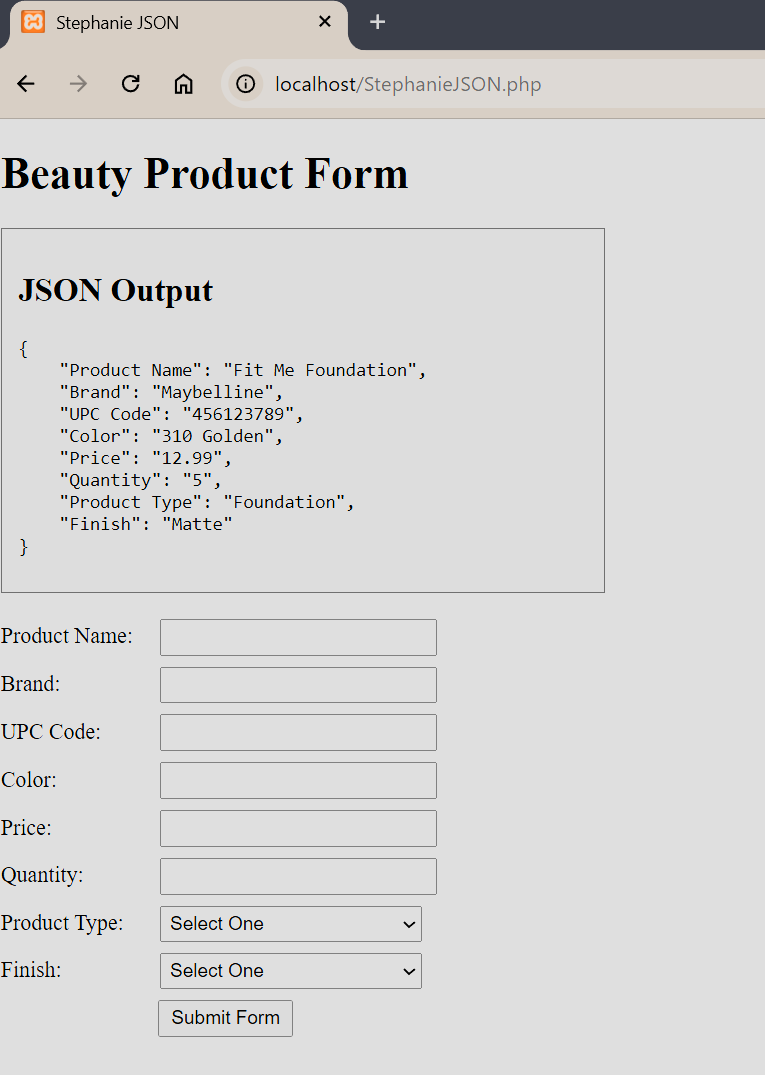 Stephanie JSON
localhost/StephanieJSON.php
Beauty Product Form
JSON Output
{
    "Product Name": "Fit Me Foundation",
    "Brand": "Maybelline",
    "UPC Code": "456123789",
    "Color": "310 Golden",
    "Price": "12.99",
    "Quantity": "5",
    "Product Type": "Foundation",
    "Finish": "Matte"
}
Product Name:
Brand:
UPC Code:
Color:
Price:
Quantity:
Product Type: Select One
Finish: Select One
Submit Form